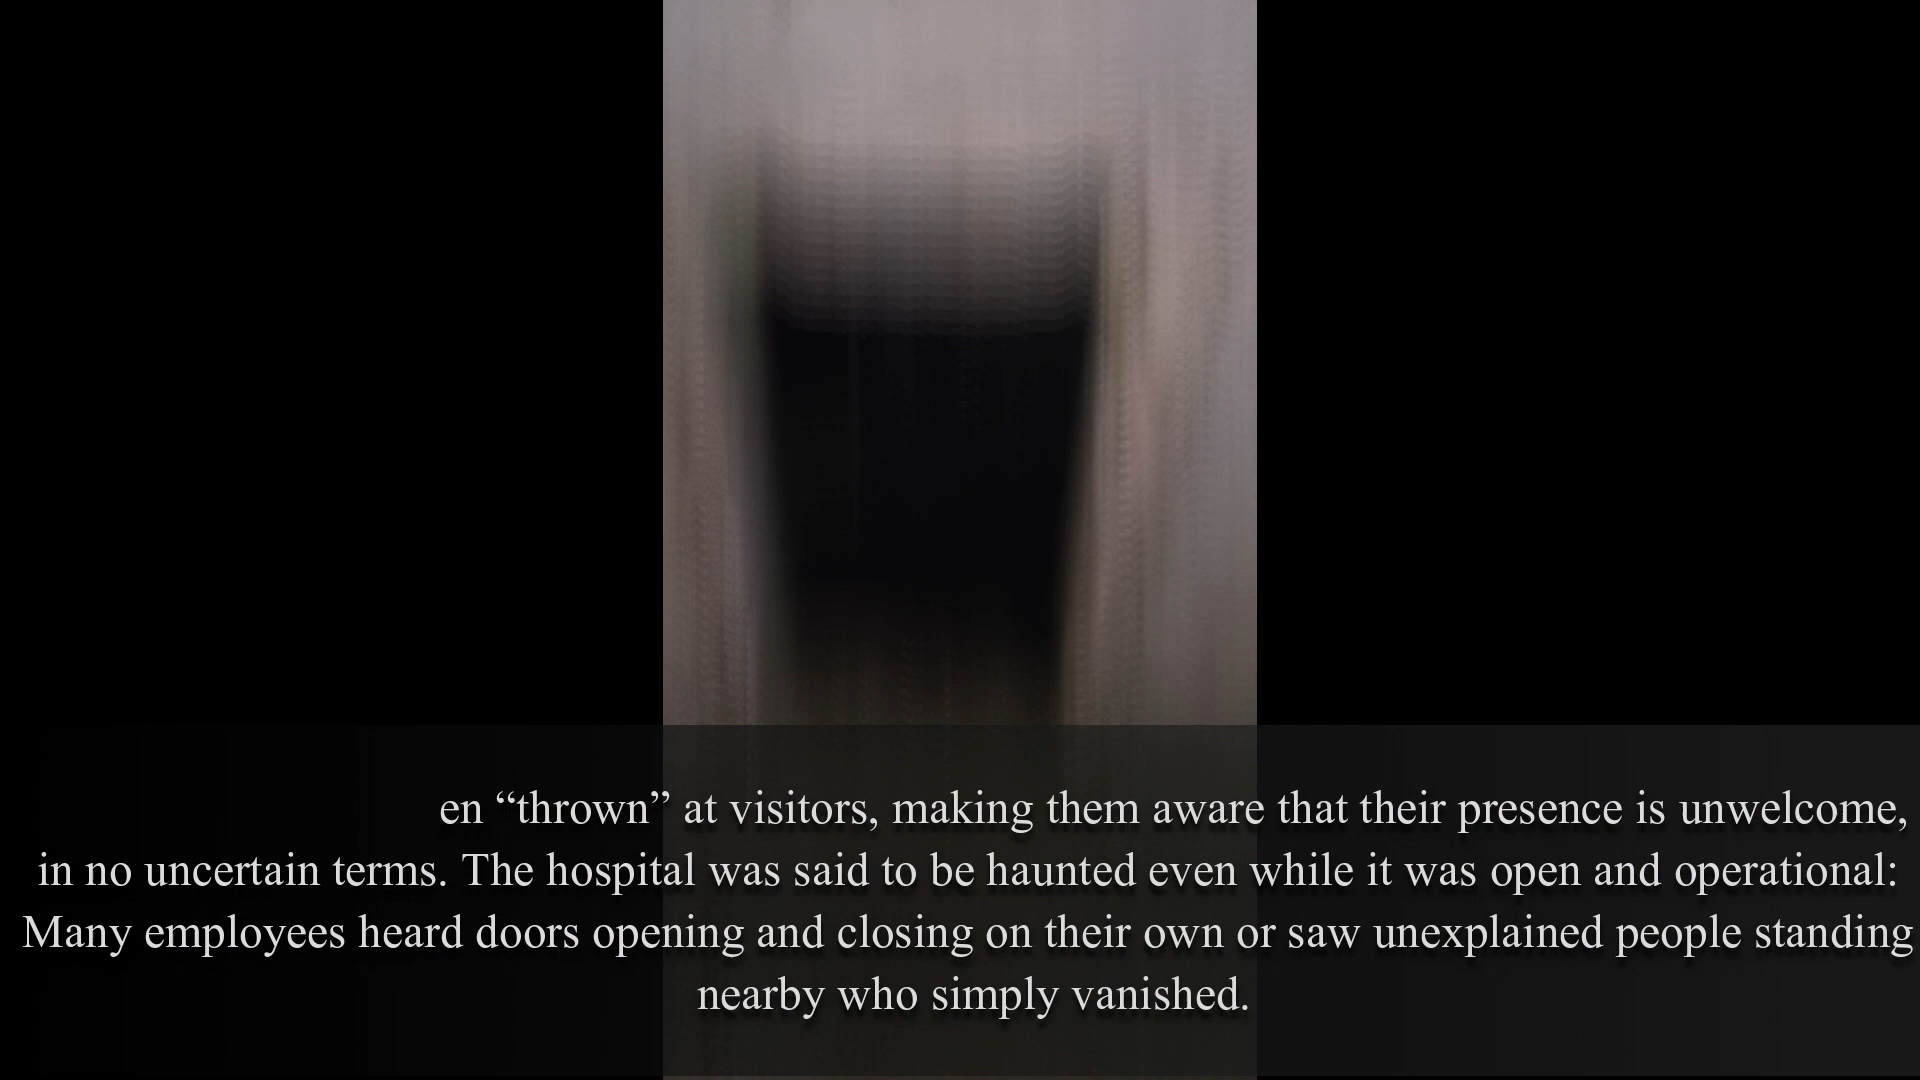 en “thrown” at visitors, making them aware that their presence is unwelcome,
in no uncertain terms. The hospital was said to be haunted even while it was open and operational:
Many employees heard doors opening and closing on their own or saw unexplained people standing
nearby who simply vanished.